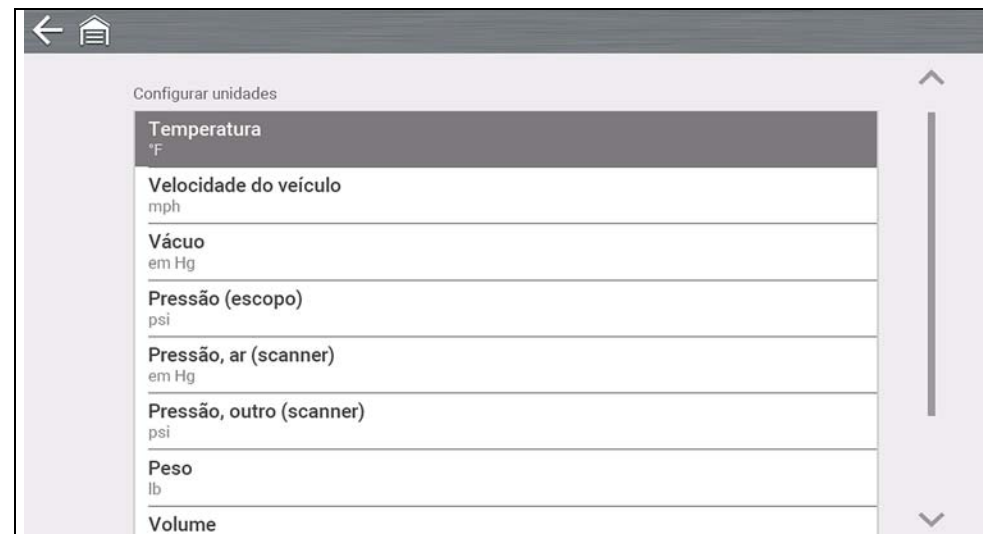 Configurar unidades
Temperatura
°F
Velocidade do veículo
mph
Vácuo
em Hg
Pressão (escopo)
psi
Pressão, ar (scanner)
em Hg
Pressão, outro (scanner)
psi
Peso
lb
Volume